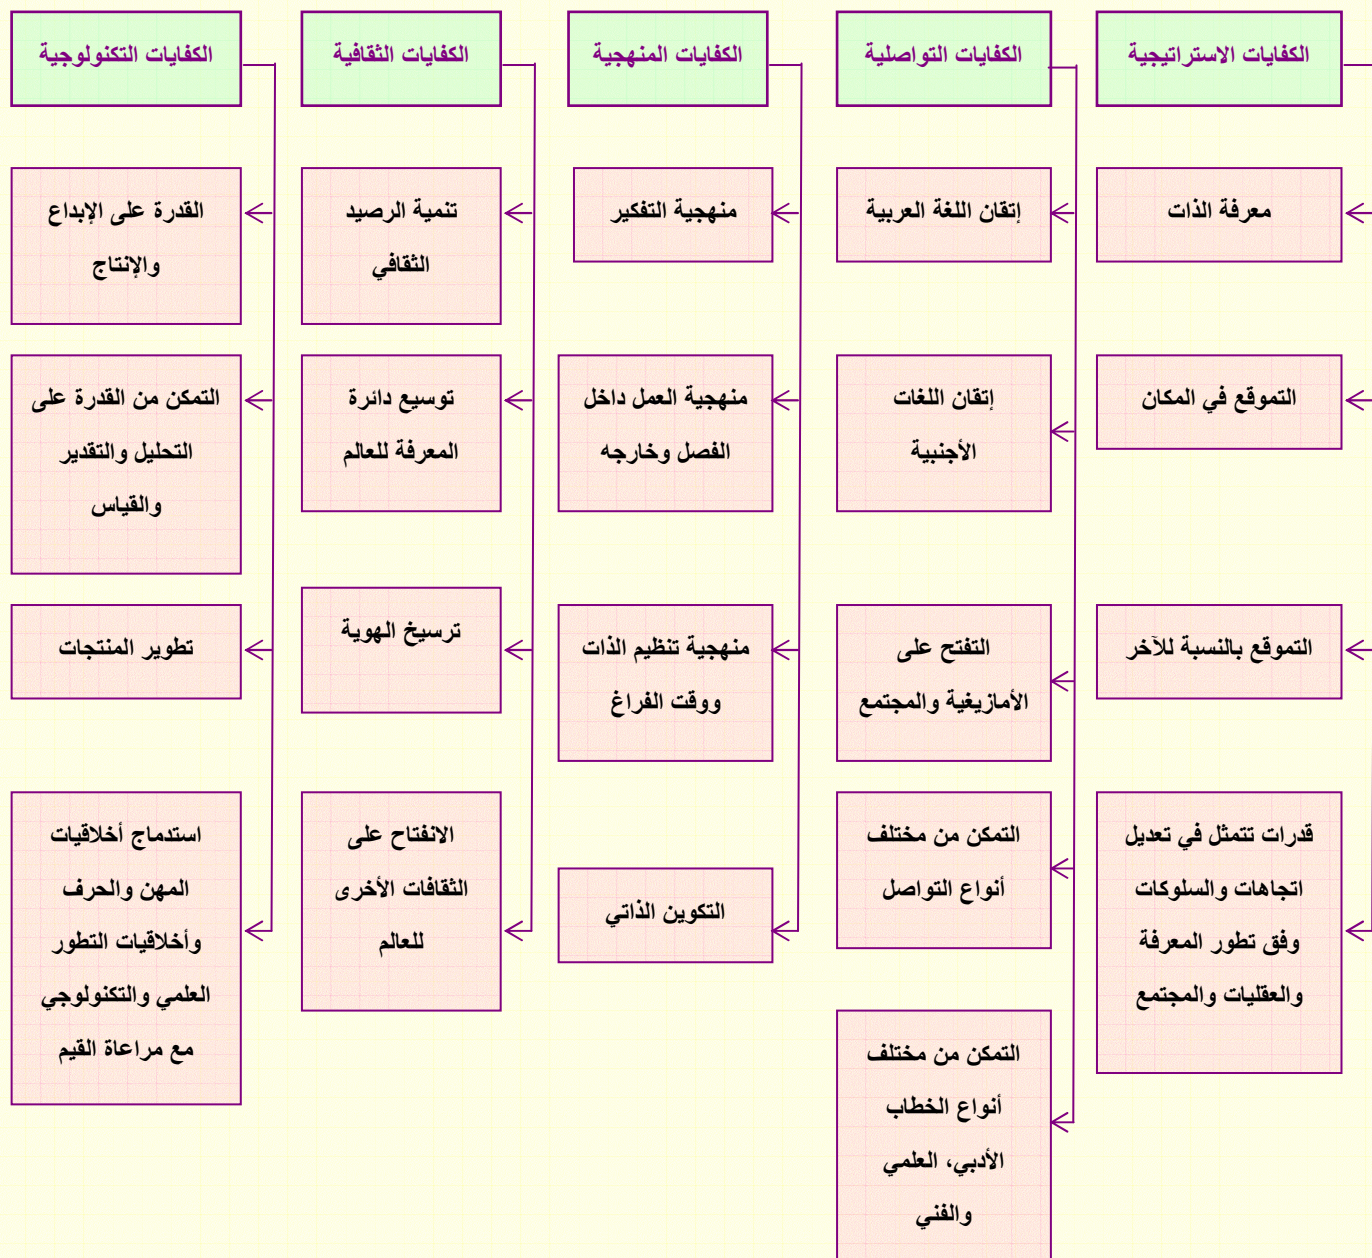 الكفايات الاستراتيجية
معرفة الذات
التموقع في المكان
التموقع بالنسبة للآخر
قدرات تتمثل في تعديل
اتجاهات والسلوكات
وفق تطور المعرفة
والعقليات والمجتمع
الكفايات التواصلية
إتقان اللغة العربية
إتقان اللغات
الأجنبية
التفتح على
الأمازيغية والمجتمع
التمكن من مختلف
أنواع التواصل
التمكن من مختلف
أنواع الخطاب
الأدبي، العلمي
والفني
الكفايات المنهجية
منهجية التفكير
منهجية العمل داخل
الفصل وخارجه
منهجية تنظيم الذات
ووقت الفراغ
التكوين الذاتي
الكفايات الثقافية
تنمية الرصيد
الثقافي
توسيع دائرة
المعرفة للعالم
ترسيخ الهوية
الانفتاح على
الثقافات الأخرى
للعالم
الكفايات التكنولوجية
القدرة على الإبداع
والإنتاج
التمكن من القدرة على
التحليل والتقدير
والقياس
تطوير المنتجات
استدماج أخلاقيات
المهن والحرف
وأخلاقيات التطور
العلمي والتكنولوجي
مع مراعاة القيم